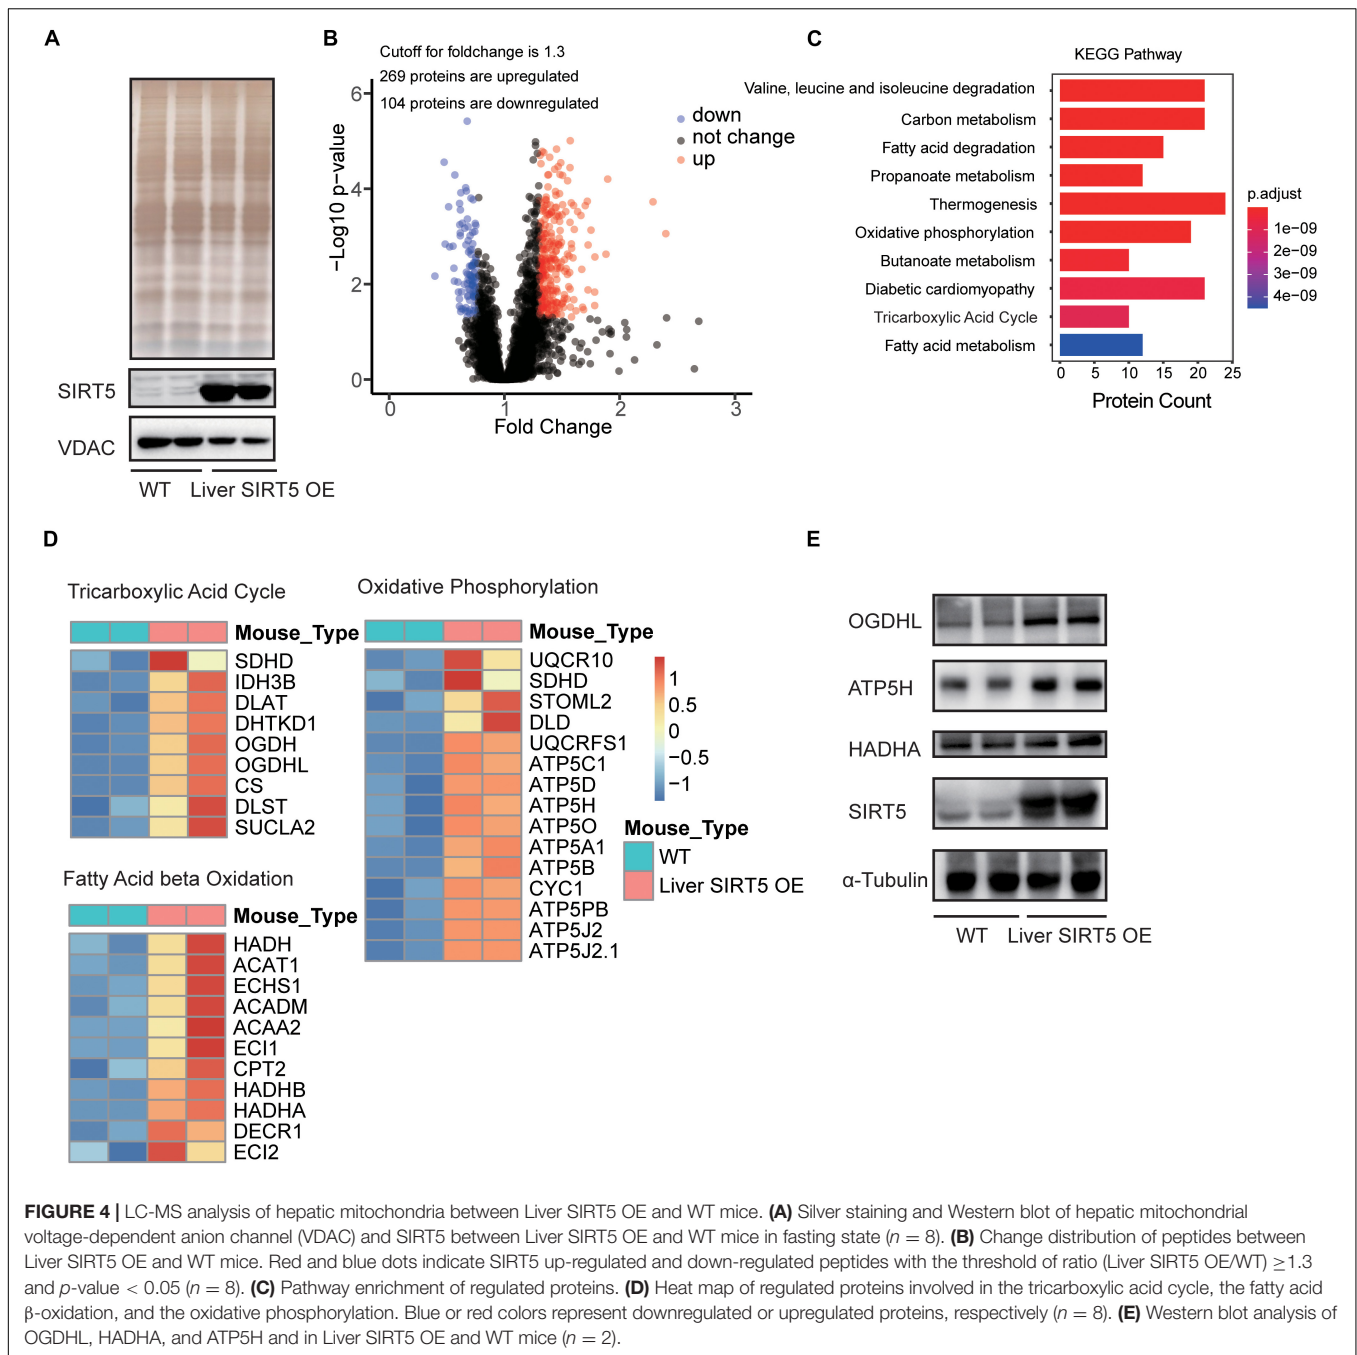 A
SIRT5
VDAC
WT
Liver SIRT5 OE
B
Cutoff for foldchange is 1.3
269 proteins are upregulated
104 proteins are downregulated
down
not change
up
−Log10 p-value
6
4
2
0
0
1
2
3
Fold Change
C
KEGG Pathway
Valine, leucine and isoleucine degradation
Carbon metabolism
Fatty acid degradation
Propanoate metabolism
Thermogenesis
Oxidative phosphorylation
Butanoate metabolism
Diabetic cardiomyopathy
Tricarboxylic Acid Cycle
Fatty acid metabolism
0 5 10 15 20 25
Protein Count
p.adjust
1e−09
2e−09
3e−09
4e−09
D
Tricarboxylic Acid Cycle
Mouse_Type
SDHD
IDH3B
DLAT
DHTKD1
OGDH
OGDHL
CS
DLST
SUCLA2
Fatty Acid beta Oxidation
Mouse_Type
HADH
ACAT1
ECHS1
ACADM
ACAA2
ECI1
CPT2
HADHB
HADHA
DECR1
ECI2
Oxidative Phosphorylation
Mouse_Type
UQCR10
SDHD
STOML2
DLD
UQCRFS1
ATP5C1
ATP5D
ATP5H
ATP5O
ATP5A1
ATP5B
CYC1
ATP5PB
ATP5J2
ATP5J2.1
1
0.5
0
−0.5
−1
Mouse_Type
WT
Liver SIRT5 OE
E
OGDHL
ATP5H
HADHA
SIRT5
α-Tubulin
WT
Liver SIRT5 OE
FIGURE 4 | LC-MS analysis of hepatic mitochondria between Liver SIRT5 OE and WT mice. (A) Silver staining and Western blot of hepatic mitochondrial
voltage-dependent anion channel (VDAC) and SIRT5 between Liver SIRT5 OE and WT mice in fasting state (n = 8). (B) Change distribution of peptides between
Liver SIRT5 OE and WT mice. Red and blue dots indicate SIRT5 up-regulated and down-regulated peptides with the threshold of ratio (Liver SIRT5 OE/WT) ≥1.3
and p-value < 0.05 (n = 8). (C) Pathway enrichment of regulated proteins. (D) Heat map of regulated proteins involved in the tricarboxylic acid cycle, the fatty acid
β-oxidation, and the oxidative phosphorylation. Blue or red colors represent downregulated or upregulated proteins, respectively (n = 8). (E) Western blot analysis of
OGDHL, HADHA, and ATP5H and in Liver SIRT5 OE and WT mice (n = 2).